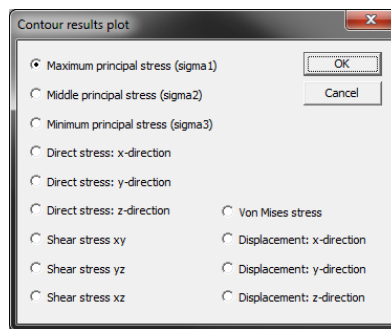 Contour results plot
Maximum principal stress (sigma1)
OK
Middle principal stress (sigma2)
Cancel
Minimum principal stress (sigma3)
Direct stress: x-direction
Direct stress: y-direction
Direct stress: z-direction
Von Mises stress
Shear stress xy
Displacement: x-direction
Shear stress yz
Displacement: y-direction
Shear stress xz
Displacement: z-direction